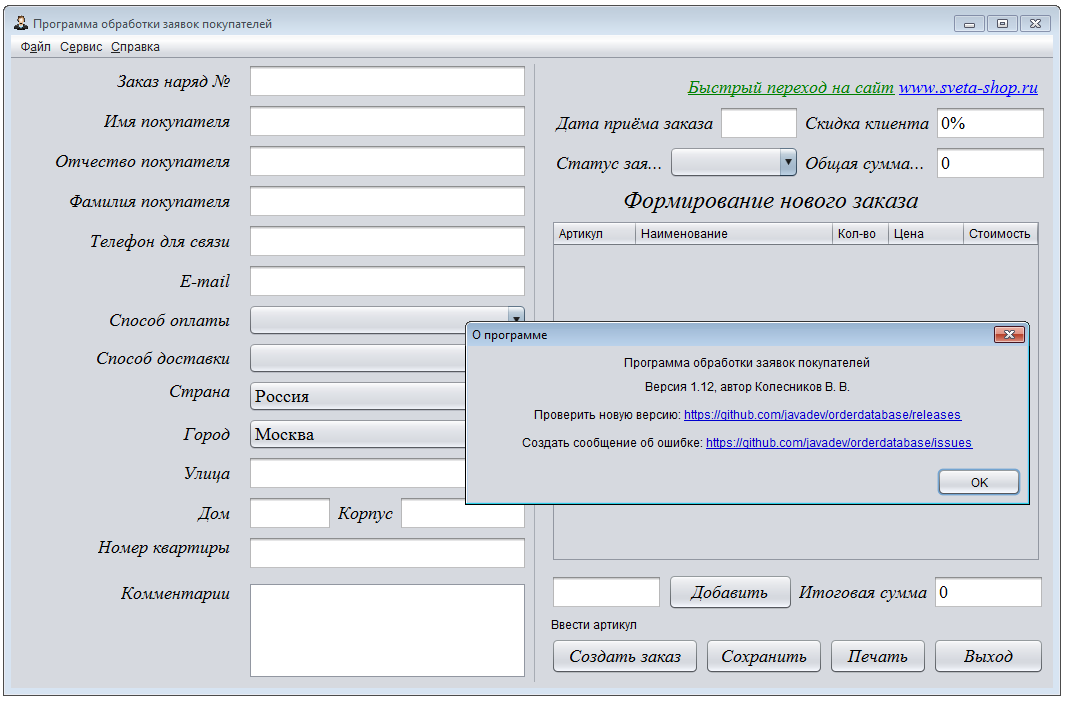 Программа обработки заявок покупателей
Файл Сервис Справка
Заказ наряд №
Имя покупателя
Отчество покупателя
Фамилия покупателя
Телефон для связи
E-mail
Способ оплаты
Способ доставки
Страна Россия
Город Москва
Улица
Дом Корпус
Номер квартиры
Комментарии
Быстрый переход на сайт www.sveta-shop.ru
Дата приёма заказа Скидка клиента 0%
Статус зая... Общая сумма... 0
Формирование нового заказа
Артикул Наименование Кол-во Цена Стоимость
О программе
Программа обработки заявок покупателей
Версия 1.12, автор Колесников В. В.
Проверить новую версию: https://github.com/javadev/orderdatabase/releases
Создать сообщение об ошибке: https://github.com/javadev/orderdatabase/issues
OK
Добавить Итоговая сумма 0
Ввести артикул
Создать заказ Сохранить Печать Выход